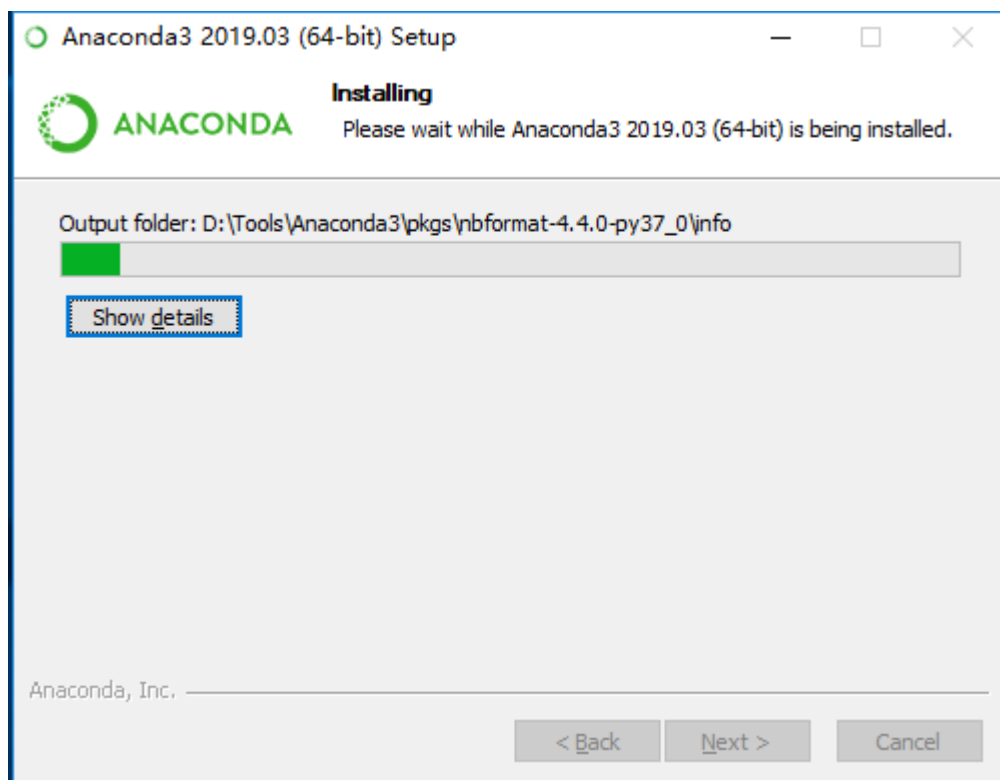 Anaconda3 2019.03 (64-bit) Setup
ANACONDA
Installing
Please wait while Anaconda3 2019.03 (64-bit) is being installed.
Output folder: D:\Tools\Anaconda3\pkgs\nbformat-4.4.0-py37_0\info
Show details
Anaconda, Inc.
< Back
Next >
Cancel